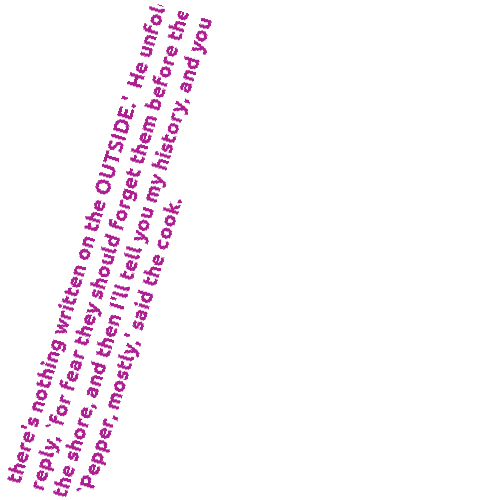 there's nothing written on the OUTSIDE.' He unfol
reply, `for fear they should forget them before the
the shore, and then I'll tell you my history, and you
`Pepper, mostly,' said the cook.